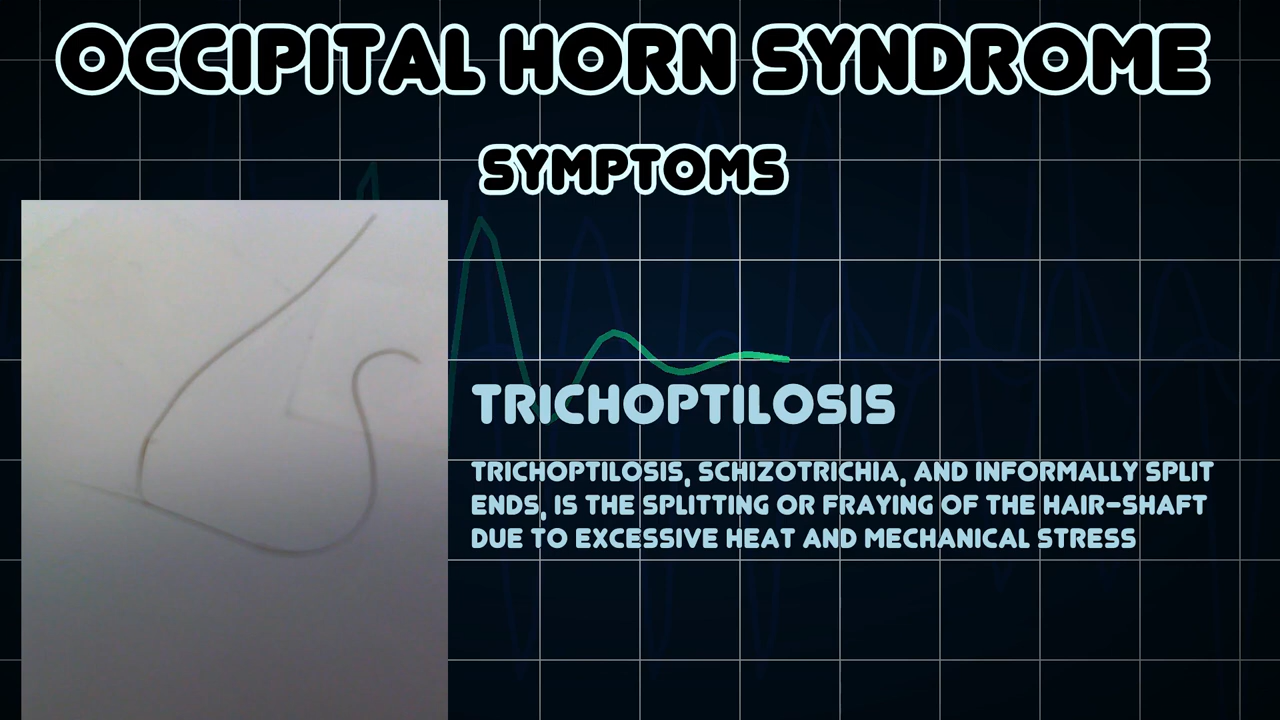 OCCIPITAL HORN SYNDROME
SYMPTOMS
TRICHOPTILOSIS
TRICHOPTILOSIS, SCHIZOTRICHIA, AND INFORMALLY SPLIT
ENDS, IS THE SPLITTING OR FRAYING OF THE HAIR-SHAFT
DUE TO EXCESSIVE HEAT AND MECHANICAL STRESS